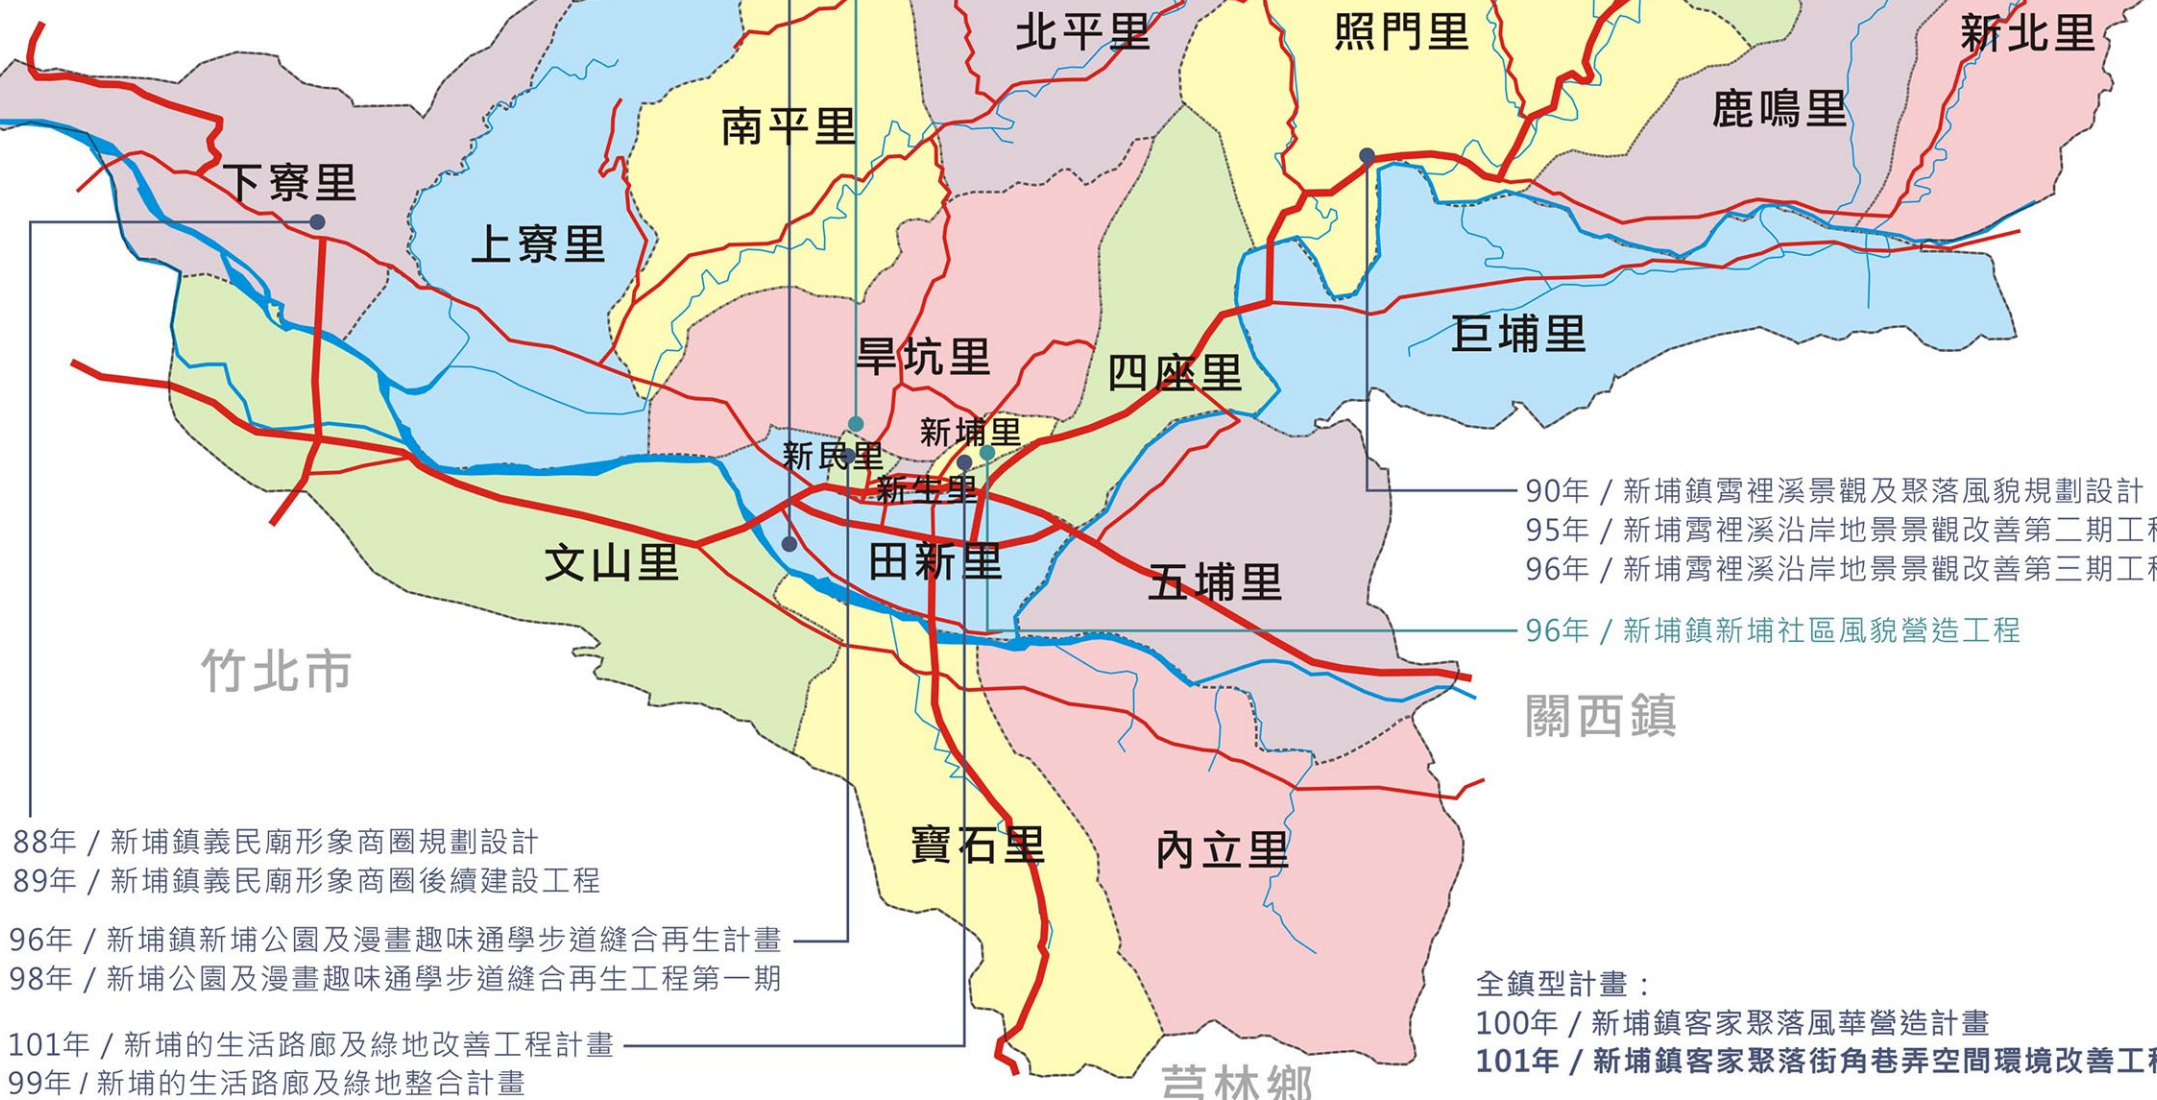 北平里
照門里
新北里
南平里
鹿鳴里
下寮里
上寮里
旱坑里
四座里
巨埔里
新埔里
新民里
新生里
文山里
田新里
五埔里
竹北市
關西鎮
寶石里
內立里
芎林鄉
90年 / 新埔鎮霄裡溪景觀及聚落風貌規劃設計
95年 / 新埔霄裡溪沿岸地景景觀改善第二期工
96年 / 新埔霄裡溪沿岸地景景觀改善第三期工
96年 / 新埔鎮新埔社區風貌營造工程
88年 / 新埔鎮義民廟形象商圈規劃設計
89年 / 新埔鎮義民廟形象商圈後續建設工程
96年 / 新埔鎮新埔公園及漫畫趣味通學步道縫合再生計畫
98年 / 新埔公園及漫畫趣味通學步道縫合再生工程第一期
101年 / 新埔的生活路廊及綠地改善工程計畫
99年 / 新埔的生活路廊及綠地整合計畫
全鎮型計畫：
100年 / 新埔鎮客家聚落風華營造計畫
101年 / 新埔鎮客家聚落街角巷弄空間環境改善工